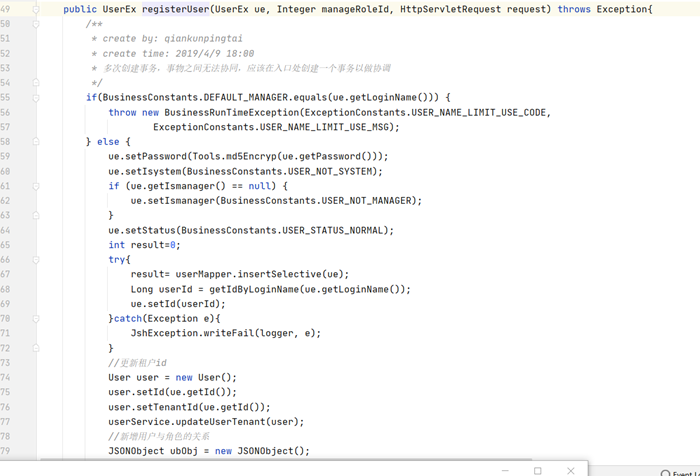 49 public UserEx registerUser(UserEx ue, Integer manageRoleId, HttpServletRequest request) throws Exception{
50 /**
51 * create by: qiankunpingtai
52 * create time: 2019/4/9 18:00
53 * 多次创建事务，事物之间无法协同，应该在入口处创建一个事务以做协调
54 */
55 if(BusinessConstants.DEFAULT_MANAGER.equals(ue.getLoginName())) {
56 throw new BusinessRunTimeException(ExceptionConstants.USER_NAME_LIMIT_USE_CODE,
57 ExceptionConstants.USER_NAME_LIMIT_USE_MSG);
58 } else {
59 ue.setPassword(Tools.md5Encryp(ue.getPassword()));
60 ue.setIsystem(BusinessConstants.USER_NOT_SYSTEM);
61 if (ue.getIsmanager() == null) {
62 ue.setIsmanager(BusinessConstants.USER_NOT_MANAGER);
63 }
64 ue.setStatus(BusinessConstants.USER_STATUS_NORMAL);
65 int result=0;
66 try{
67 result= userMapper.insertSelective(ue);
68 Long userId = getIdByLoginName(ue.getLoginName());
69 ue.setId(userId);
70 }catch(Exception e){
71 JshException.writeFail(logger, e);
72 }
73 //更新租户id
74 User user = new User();
75 user.setId(ue.getId());
76 user.setTenantId(ue.getId());
77 userService.updateUserTenant(user);
78 //新增用户与角色的关系
79 JSONObject ubObj = new JSONObject();
Event